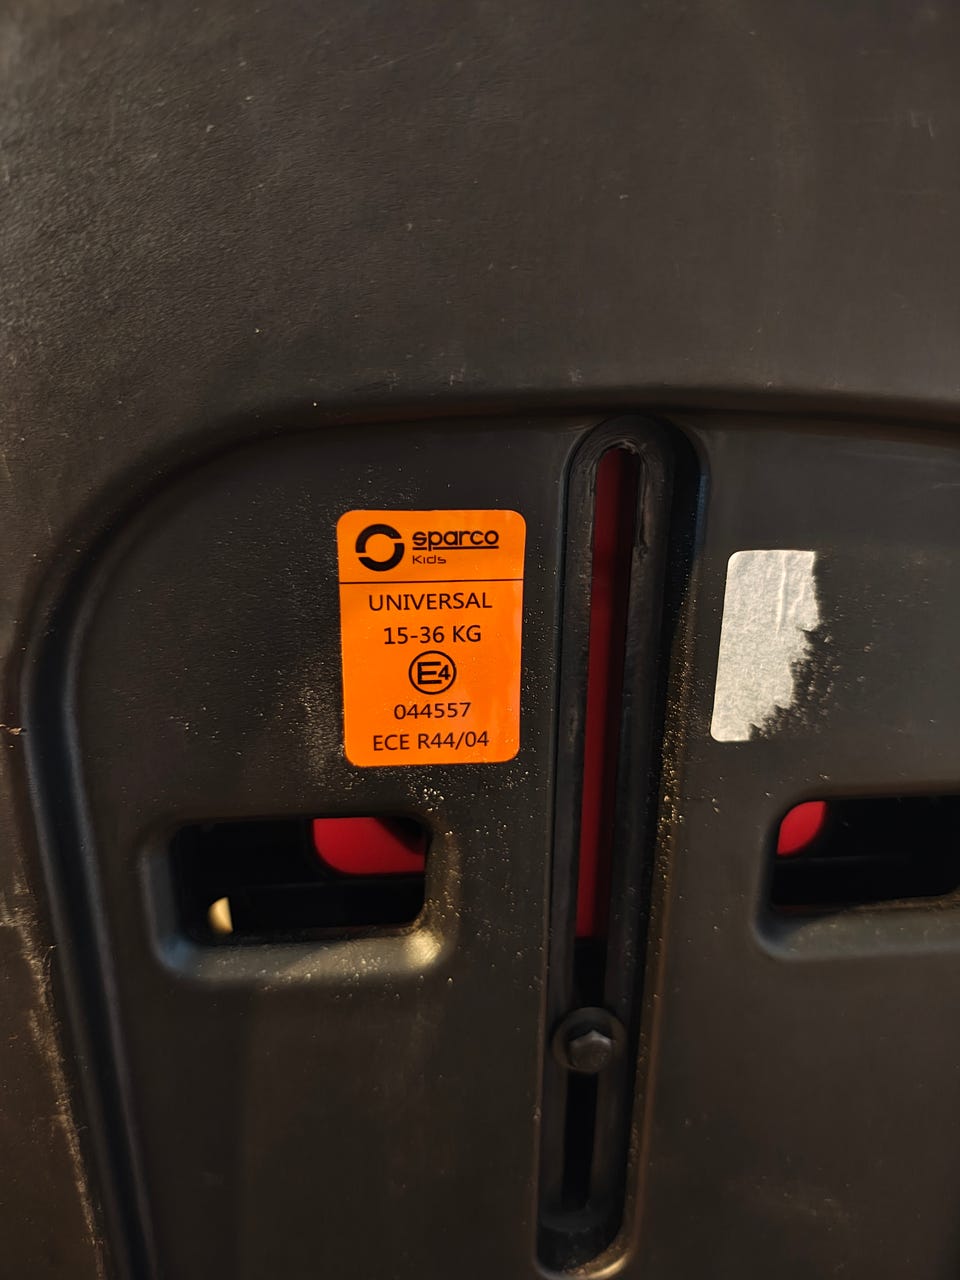 sparco
Kids
UNIVERSAL
15-36 KG
E4
044557
ECE R44/04